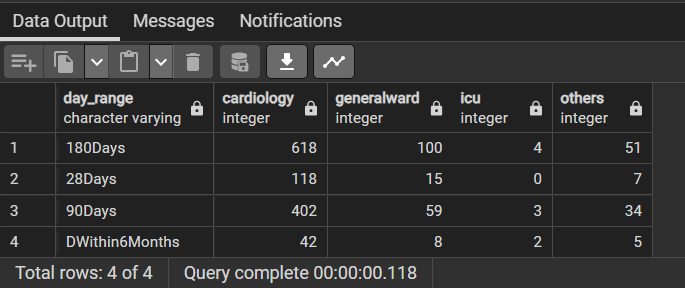 Data Output Messages Notifications
day_range cardiology generalward icu others
character varying integer integer integer integer
1 180Days 618 100 4 51
2 28Days 118 15 0 7
3 90Days 402 59 3 34
4 DWithin6Months 42 8 2 5
Total rows: 4 of 4 Query complete 00:00:00.118